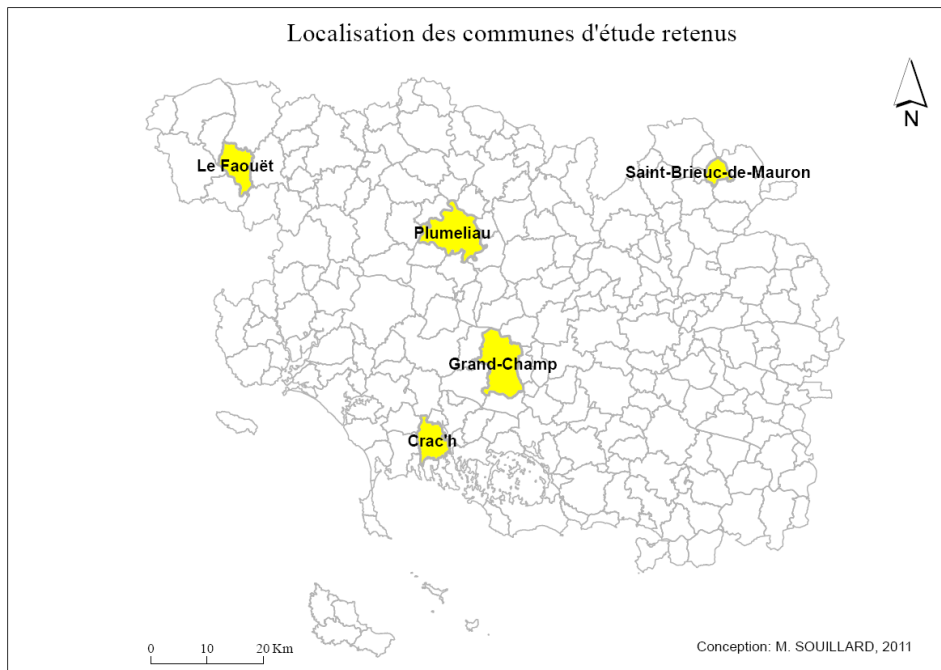 Localisation des communes d'étude retenus
N
Le Faouët
Saint-Brieuc-de-Mauron
Plumeliau
Grand-Champ
Crac'h
0 10 20 Km
Conception: M. SOUILLARD, 2011